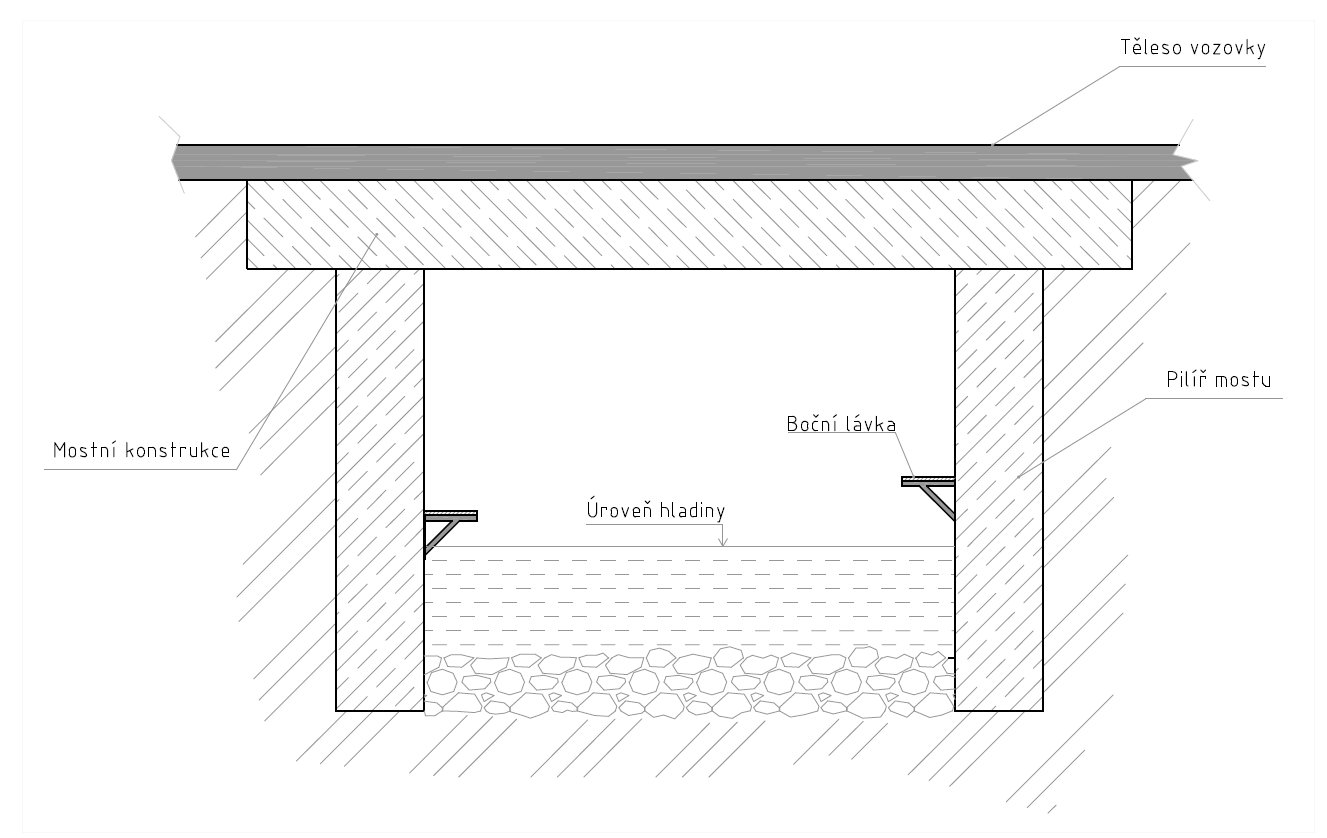 Těleso vozovky
Pilíř mostu
Boční lávka
Mostní konstrukce
Úroveň hladiny